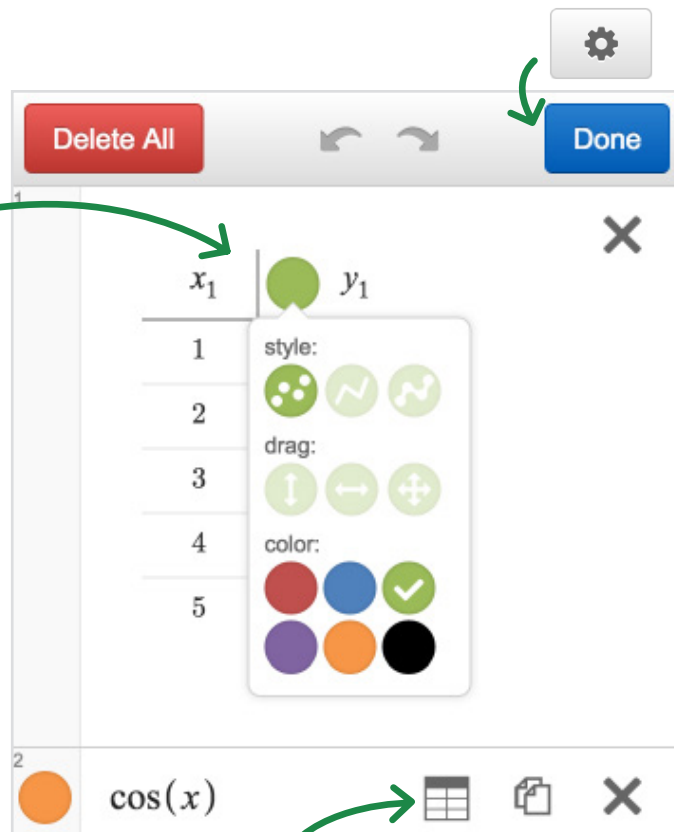 Delete All
Done
1
x₁ y₁
1
style:
2
drag:
3
4
color:
5
2
cos(x)